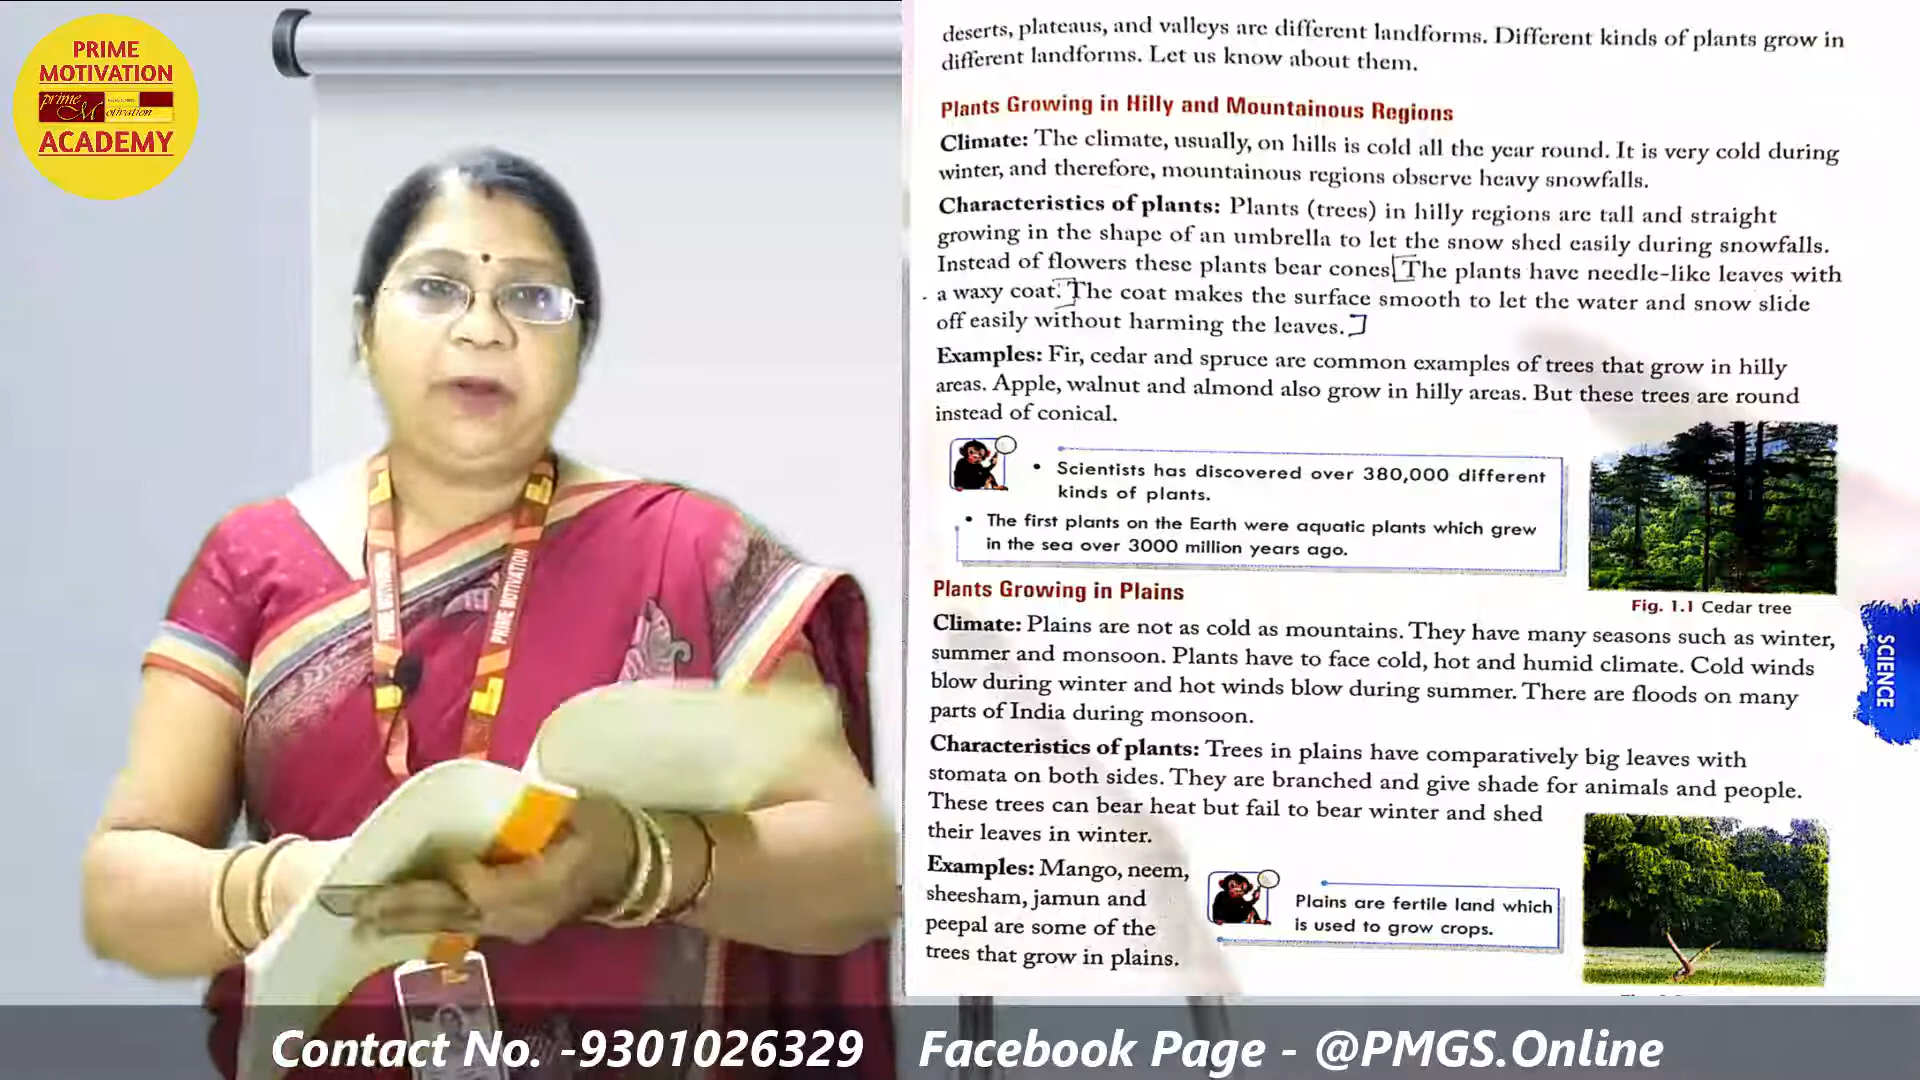 PRIME
MOTIVATION
prime
Motivation
ACADEMY
PRIME MOTIVATION
PRIME MOTIVATION
deserts, plateaus, and valleys are different landforms. Different kinds of plants grow in
different landforms. Let us know about them.
Plants Growing in Hilly and Mountainous Regions
Climate: The climate, usually, on hills is cold all the year round. It is very cold during
winter, and therefore, mountainous regions observe heavy snowfalls.
Characteristics of plants: Plants (trees) in hilly regions are tall and straight
growing in the shape of an umbrella to let the snow shed easily during snowfalls.
Instead of flowers these plants bear cones. The plants have needle-like leaves with
a waxy coat. The coat makes the surface smooth to let the water and snow slide
off easily without harming the leaves.
Examples: Fir, cedar and spruce are common examples of trees that grow in hilly
areas. Apple, walnut and almond also grow in hilly areas. But these trees are round
instead of conical.
• Scientists has discovered over 380,000 different
kinds of plants.
• The first plants on the Earth were aquatic plants which grew
in the sea over 3000 million years ago.
Fig. 1.1 Cedar tree
Plants Growing in Plains
Climate: Plains are not as cold as mountains. They have many seasons such as winter,
summer and monsoon. Plants have to face cold, hot and humid climate. Cold winds
blow during winter and hot winds blow during summer. There are floods on many
parts of India during monsoon.
SCIENCE
Characteristics of plants: Trees in plains have comparatively big leaves with
stomata on both sides. They are branched and give shade for animals and people.
These trees can bear heat but fail to bear winter and shed
their leaves in winter.
Examples: Mango, neem,
sheesham, jamun and
peepal are some of the
trees that grow in plains.
Plains are fertile land which
is used to grow crops.
Contact No. -9301026329 Facebook Page - @PMGS.Online